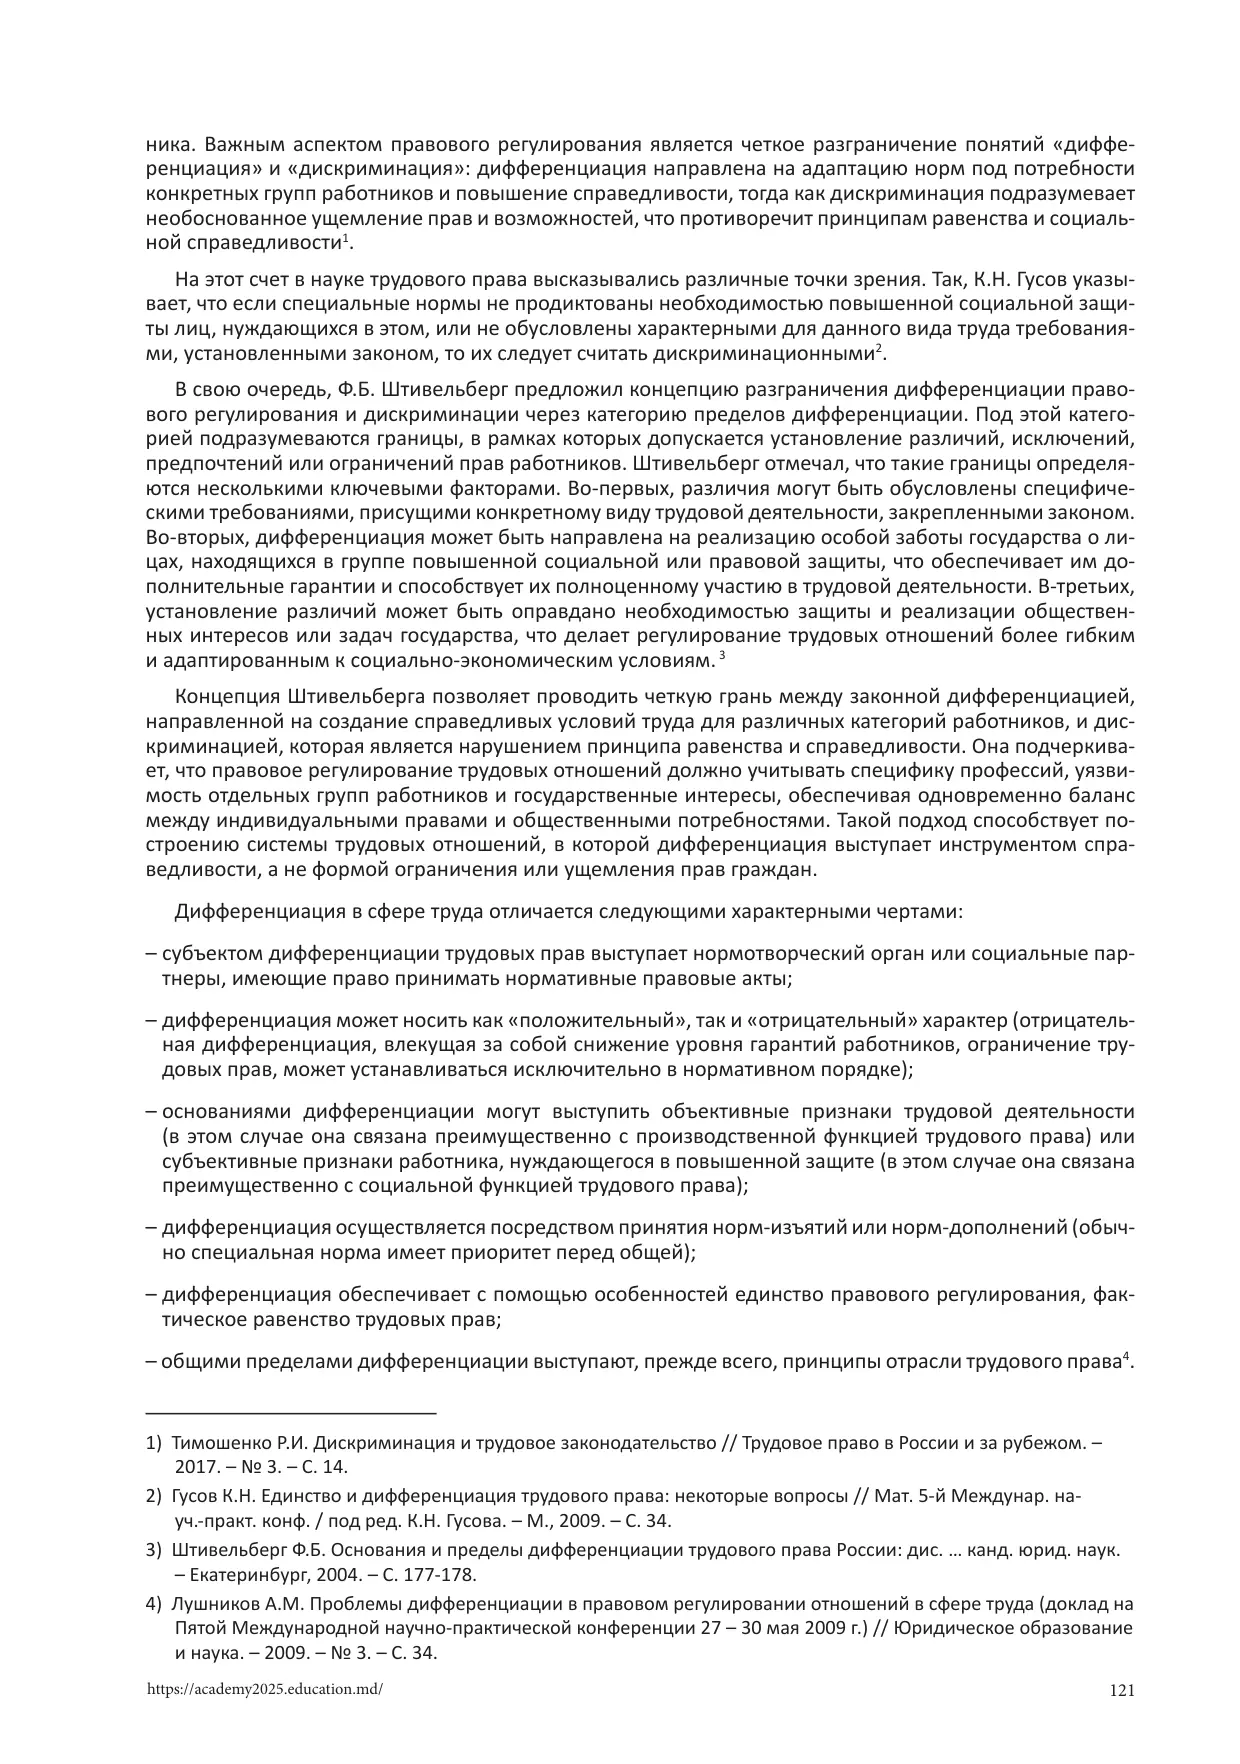 ника. Важным аспектом правового регулирования является четкое разграничение понятий «диффе-
ренциация» и «дискриминация»: дифференциация направлена на адаптацию норм под потребности
конкретных групп работников и повышение справедливости, тогда как дискриминация подразумевает
необоснованное ущемление прав и возможностей, что противоречит принципам равенства и социаль-
ной справедливости1.
На этот счет в науке трудового права высказывались различные точки зрения. Так, К.Н. Гусов указы-
вает, что если специальные нормы не продиктованы необходимостью повышенной социальной защи-
ты лиц, нуждающихся в этом, или не обусловлены характерными для данного вида труда требования-
ми, установленными законом, то их следует считать дискриминационными2.
В свою очередь, Ф.Б. Штивельберг предложил концепцию разграничения дифференциации право-
вого регулирования и дискриминации через категорию пределов дифференциации. Под этой катего-
рией подразумеваются границы, в рамках которых допускается установление различий, исключений,
предпочтений или ограничений прав работников. Штивельберг отмечал, что такие границы определя-
ются несколькими ключевыми факторами. Во-первых, различия могут быть обусловлены специфиче-
скими требованиями, присущими конкретному виду трудовой деятельности, закрепленными законом.
Во-вторых, дифференциация может быть направлена на реализацию особой заботы государства о ли-
цах, находящихся в группе повышенной социальной или правовой защиты, что обеспечивает им до-
полнительные гарантии и способствует их полноценному участию в трудовой деятельности. В-третьих,
установление различий может быть оправдано необходимостью защиты и реализации обществен-
ных интересов или задач государства, что делает регулирование трудовых отношений более гибким
и адаптированным к социально-экономическим условиям. 3
Концепция Штивельберга позволяет проводить четкую грань между законной дифференциацией,
направленной на создание справедливых условий труда для различных категорий работников, и дис-
криминацией, которая является нарушением принципа равенства и справедливости. Она подчеркива-
ет, что правовое регулирование трудовых отношений должно учитывать специфику профессий, уязви-
мость отдельных групп работников и государственные интересы, обеспечивая одновременно баланс
между индивидуальными правами и общественными потребностями. Такой подход способствует по-
строению системы трудовых отношений, в которой дифференциация выступает инструментом спра-
ведливости, а не формой ограничения или ущемления прав граждан.
Дифференциация в сфере труда отличается следующими характерными чертами:
– субъектом дифференциации трудовых прав выступает нормотворческий орган или социальные пар-
тнеры, имеющие право принимать нормативные правовые акты;
– дифференциация может носить как «положительный», так и «отрицательный» характер (отрицатель-
ная дифференциация, влекущая за собой снижение уровня гарантий работников, ограничение тру-
довых прав, может устанавливаться исключительно в нормативном порядке);
– основаниями дифференциации могут выступить объективные признаки трудовой деятельности
(в этом случае она связана преимущественно с производственной функцией трудового права) или
субъективные признаки работника, нуждающегося в повышенной защите (в этом случае она связана
преимущественно с социальной функцией трудового права);
– дифференциация осуществляется посредством принятия норм-изъятий или норм-дополнений (обыч-
но специальная норма имеет приоритет перед общей);
– дифференциация обеспечивает с помощью особенностей единство правового регулирования, фак-
тическое равенство трудовых прав;
– общими пределами дифференциации выступают, прежде всего, принципы отрасли трудового права4.
1) Тимошенко Р.И. Дискриминация и трудовое законодательство // Трудовое право в России и за рубежом. –
2017. – № 3. – С. 14.
2) Гусов К.Н. Единство и дифференциация трудового права: некоторые вопросы // Мат. 5-й Междунар. на-
уч.-практ. конф. / под ред. К.Н. Гусова. – М., 2009. – С. 34.
3) Штивельберг Ф.Б. Основания и пределы дифференциации трудового права России: дис. … канд. юрид. наук.
– Екатеринбург, 2004. – С. 177-178.
4) Лушников А.М. Проблемы дифференциации в правовом регулировании отношений в сфере труда (доклад на
Пятой Международной научно-практической конференции 27 – 30 мая 2009 г.) // Юридическое образование
и наука. – 2009. – № 3. – С. 34.
https://academy2025.education.md/
121